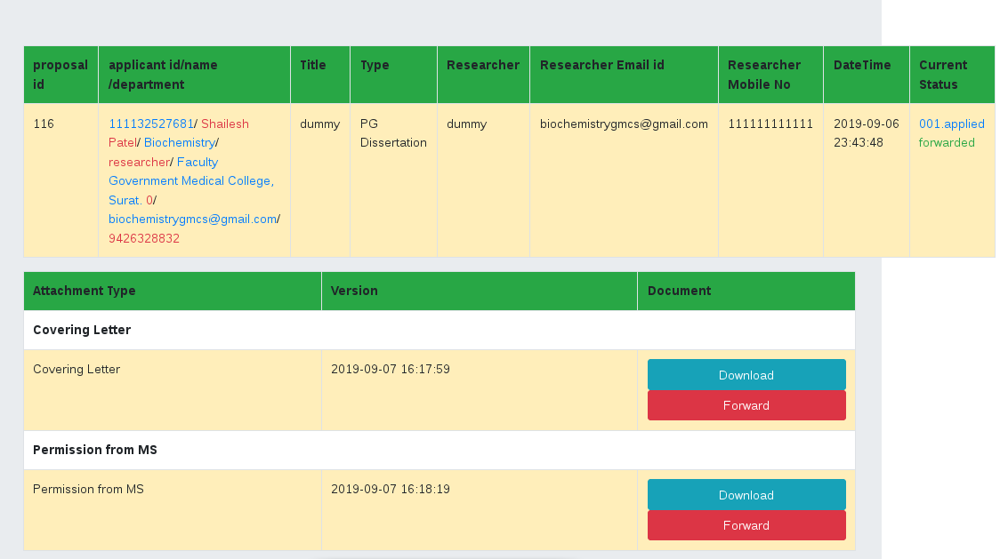 proposal id
applicant id/name /department
Title
Type
Researcher
Researcher Email id
Researcher Mobile No
DateTime
Current Status
116
111132527681/ Shailesh
Patel/ Biochemistry/
researcher/ Faculty
Government Medical College,
Surat. 0/
biochemistrygmcs@gmail.com/
9426328832
dummy
PG
Dissertation
dummy
biochemistrygmcs@gmail.com
111111111111
2019-09-06
23:43:48
001.applied
forwarded
Attachment Type
Version
Document
Covering Letter
Covering Letter
2019-09-07 16:17:59
Download
Forward
Permission from MS
Permission from MS
2019-09-07 16:18:19
Download
Forward